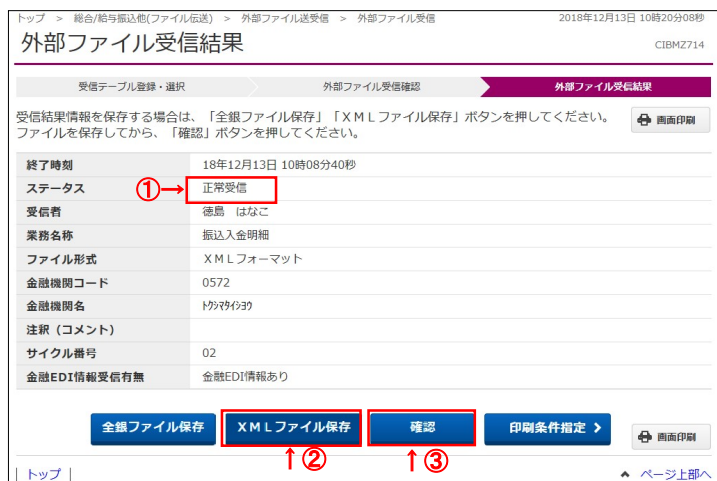 トップ > 総合/給与振込他(ファイル伝送) > 外部ファイル送受信 > 外部ファイル受信 2018年12月13日 10時20分08秒
外部ファイル受信結果 CIBMZ714
受信テーブル登録・選択 外部ファイル受信確認 外部ファイル受信結果
受信結果情報を保存する場合は、「全銀ファイル保存」「ＸＭＬファイル保存」ボタンを押してください。 画面印刷
ファイルを保存してから、「確認」ボタンを押してください。
終了時刻 18年12月13日 10時08分40秒
ステータス ①→ 正常受信
受信者 徳島　はなこ
業務名称 振込入金明細
ファイル形式 ＸＭＬフォーマット
金融機関コード 0572
金融機関名 ﾄｸｼﾏﾀｲｼﾖｳ
注釈（コメント）
サイクル番号 02
金融EDI情報受信有無 金融EDI情報あり
全銀ファイル保存 ＸＭＬファイル保存 確認 印刷条件指定 > 画面印刷
↑② ↑③
| トップ | ページ上部へ